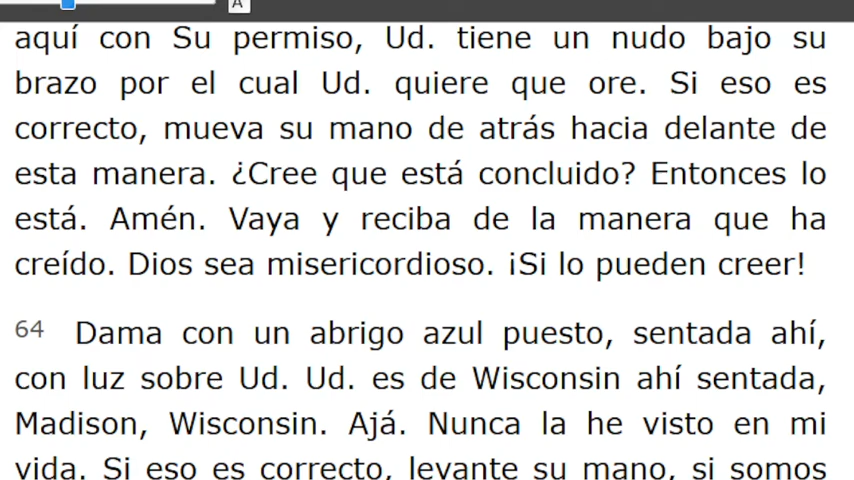 A
aquí con Su permiso, Ud. tiene un nudo bajo su
brazo por el cual Ud. quiere que ore. Si eso es
correcto, mueva su mano de atrás hacia delante de
esta manera. ¿Cree que está concluido? Entonces lo
está. Amén. Vaya y reciba de la manera que ha
creído. Dios sea misericordioso. ¡Si lo pueden creer!
64 Dama con un abrigo azul puesto, sentada ahí,
con luz sobre Ud. Ud. es de Wisconsin ahí sentada,
Madison, Wisconsin. Ajá. Nunca la he visto en mi
vida. Si eso es correcto, levante su mano, si somos